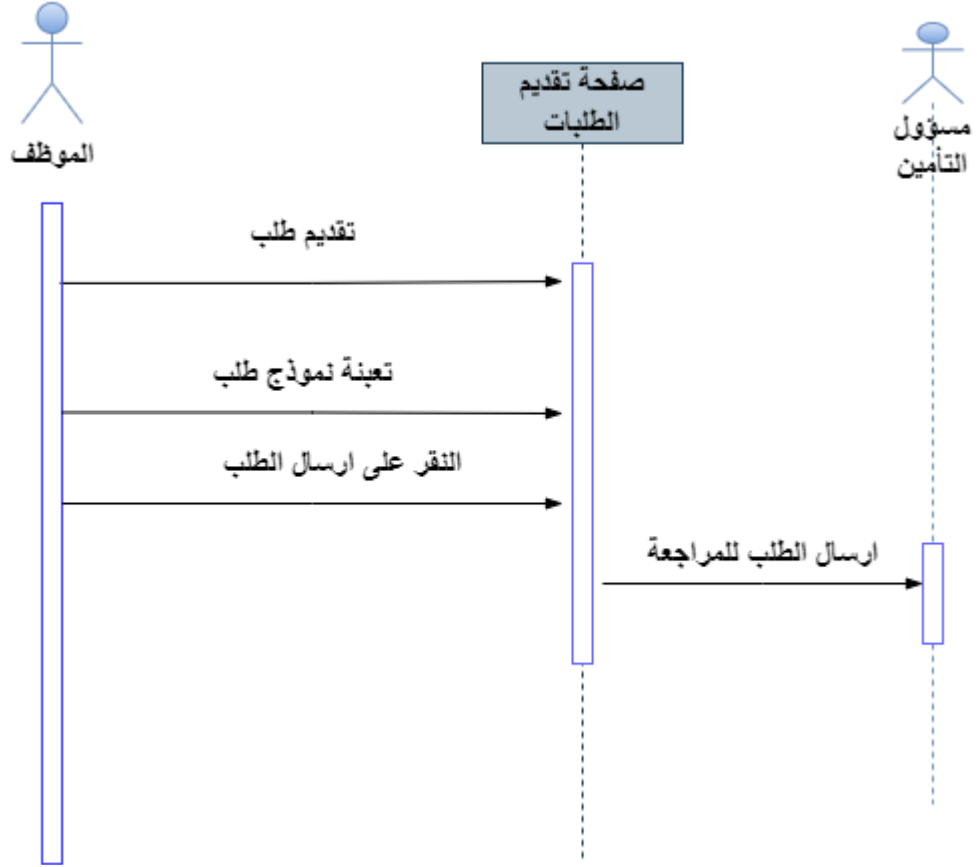 صفحة تقديم
الطلبات
الموظف
مسؤول
التأمين
تقديم طلب
تعبئة نموذج طلب
النقر على ارسال الطلب
ارسال الطلب للمراجعة